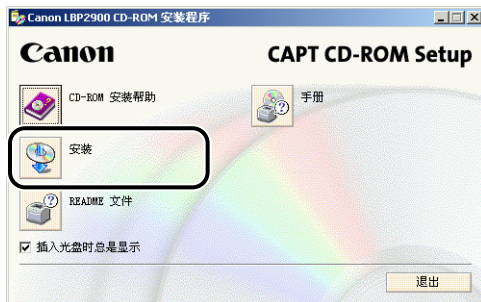 Canon LBP2900 CD-ROM 安装程序
Canon
CAPT CD-ROM Setup
CD-ROM 安装帮助
手册
安装
README 文件
插入光盘时总是显示
退出